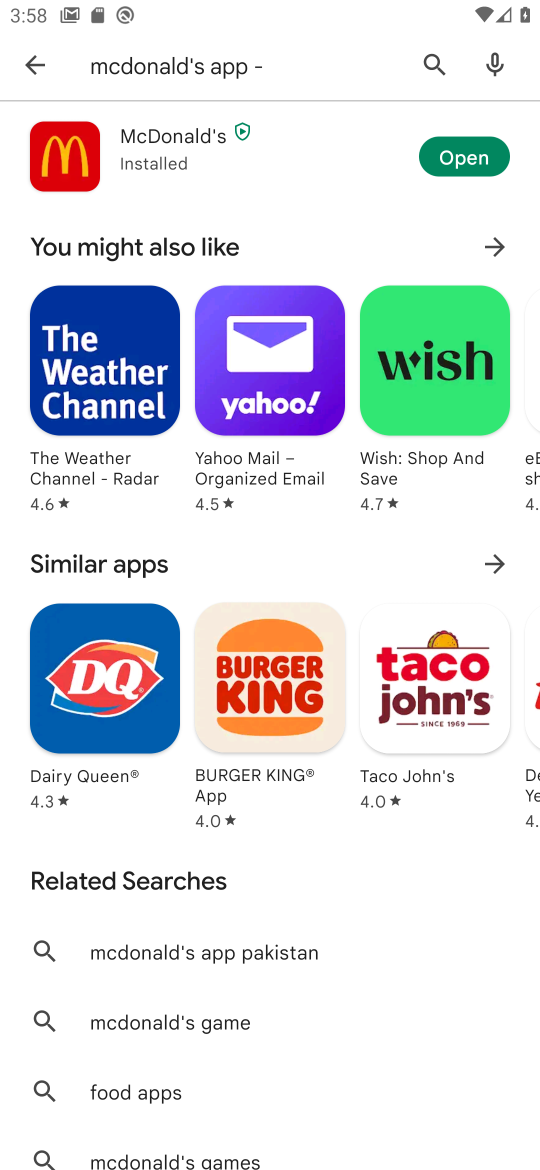 3:58
mcdonald's app -
McDonald's
Installed
Open
You might also like
The Weather Channel
yahoo!
wish
The Weather Channel - Radar
4.6 ★
Yahoo Mail – Organized Email
4.5 ★
Wish: Shop And Save
4.7 ★
4.
Similar apps
DQ
BURGER KING
taco john's
SINCE 1969
Dairy Queen®
4.3 ★
BURGER KING® App
4.0 ★
Taco John's
4.0 ★
4.
Related Searches
mcdonald's app pakistan
mcdonald's game
food apps
mcdonald's games